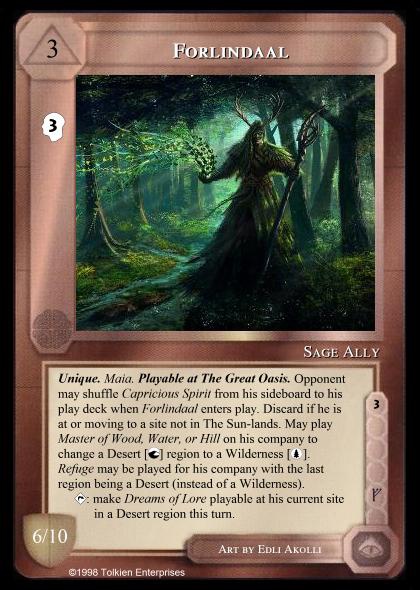 3
FORLINDAAL
3
SAGE ALLY
Unique. Maia. Playable at The Great Oasis. Opponent
may shuffle Capricious Spirit from his sideboard to his
play deck when Forlindaal enters play. Discard if he is
at or moving to a site not in The Sun-lands. May play
Master of Wood, Water, or Hill on his company to
change a Desert [] region to a Wilderness [].
Refuge may be played for his company with the last
region being a Desert (instead of a Wilderness).
: make Dreams of Lore playable at his current site
in a Desert region this turn.
3
6/10
ART BY EDLI AKOLLI
©1998 Tolkien Enterprises